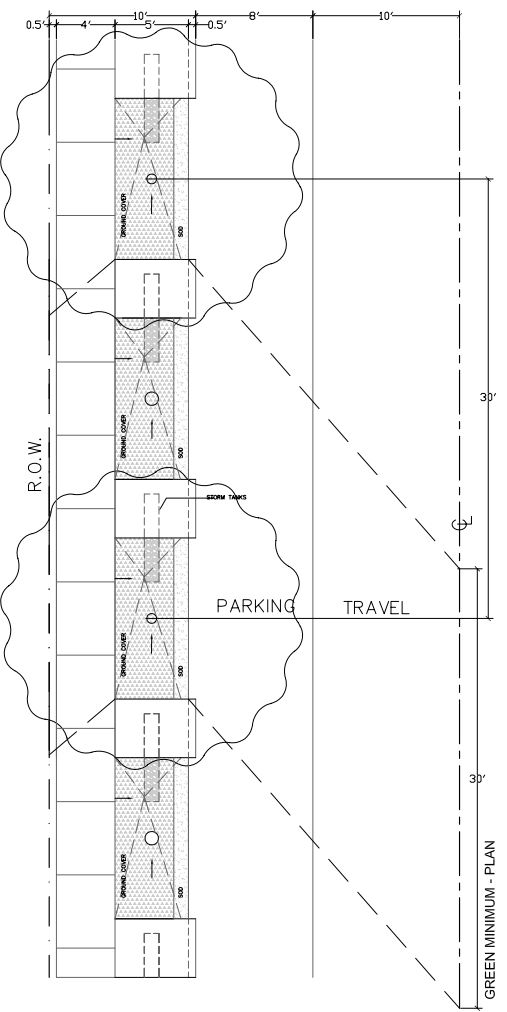 10'
8'
10'
0.5'
4'
5'
0.5'
GROUND COVER
SOD
30'
GROUND COVER
SOD
R.O.W.
STORM TANKS
CL
PARKING
TRAVEL
GROUND COVER
SOD
30'
GROUND COVER
SOD
GREEN MINIMUM - PLAN